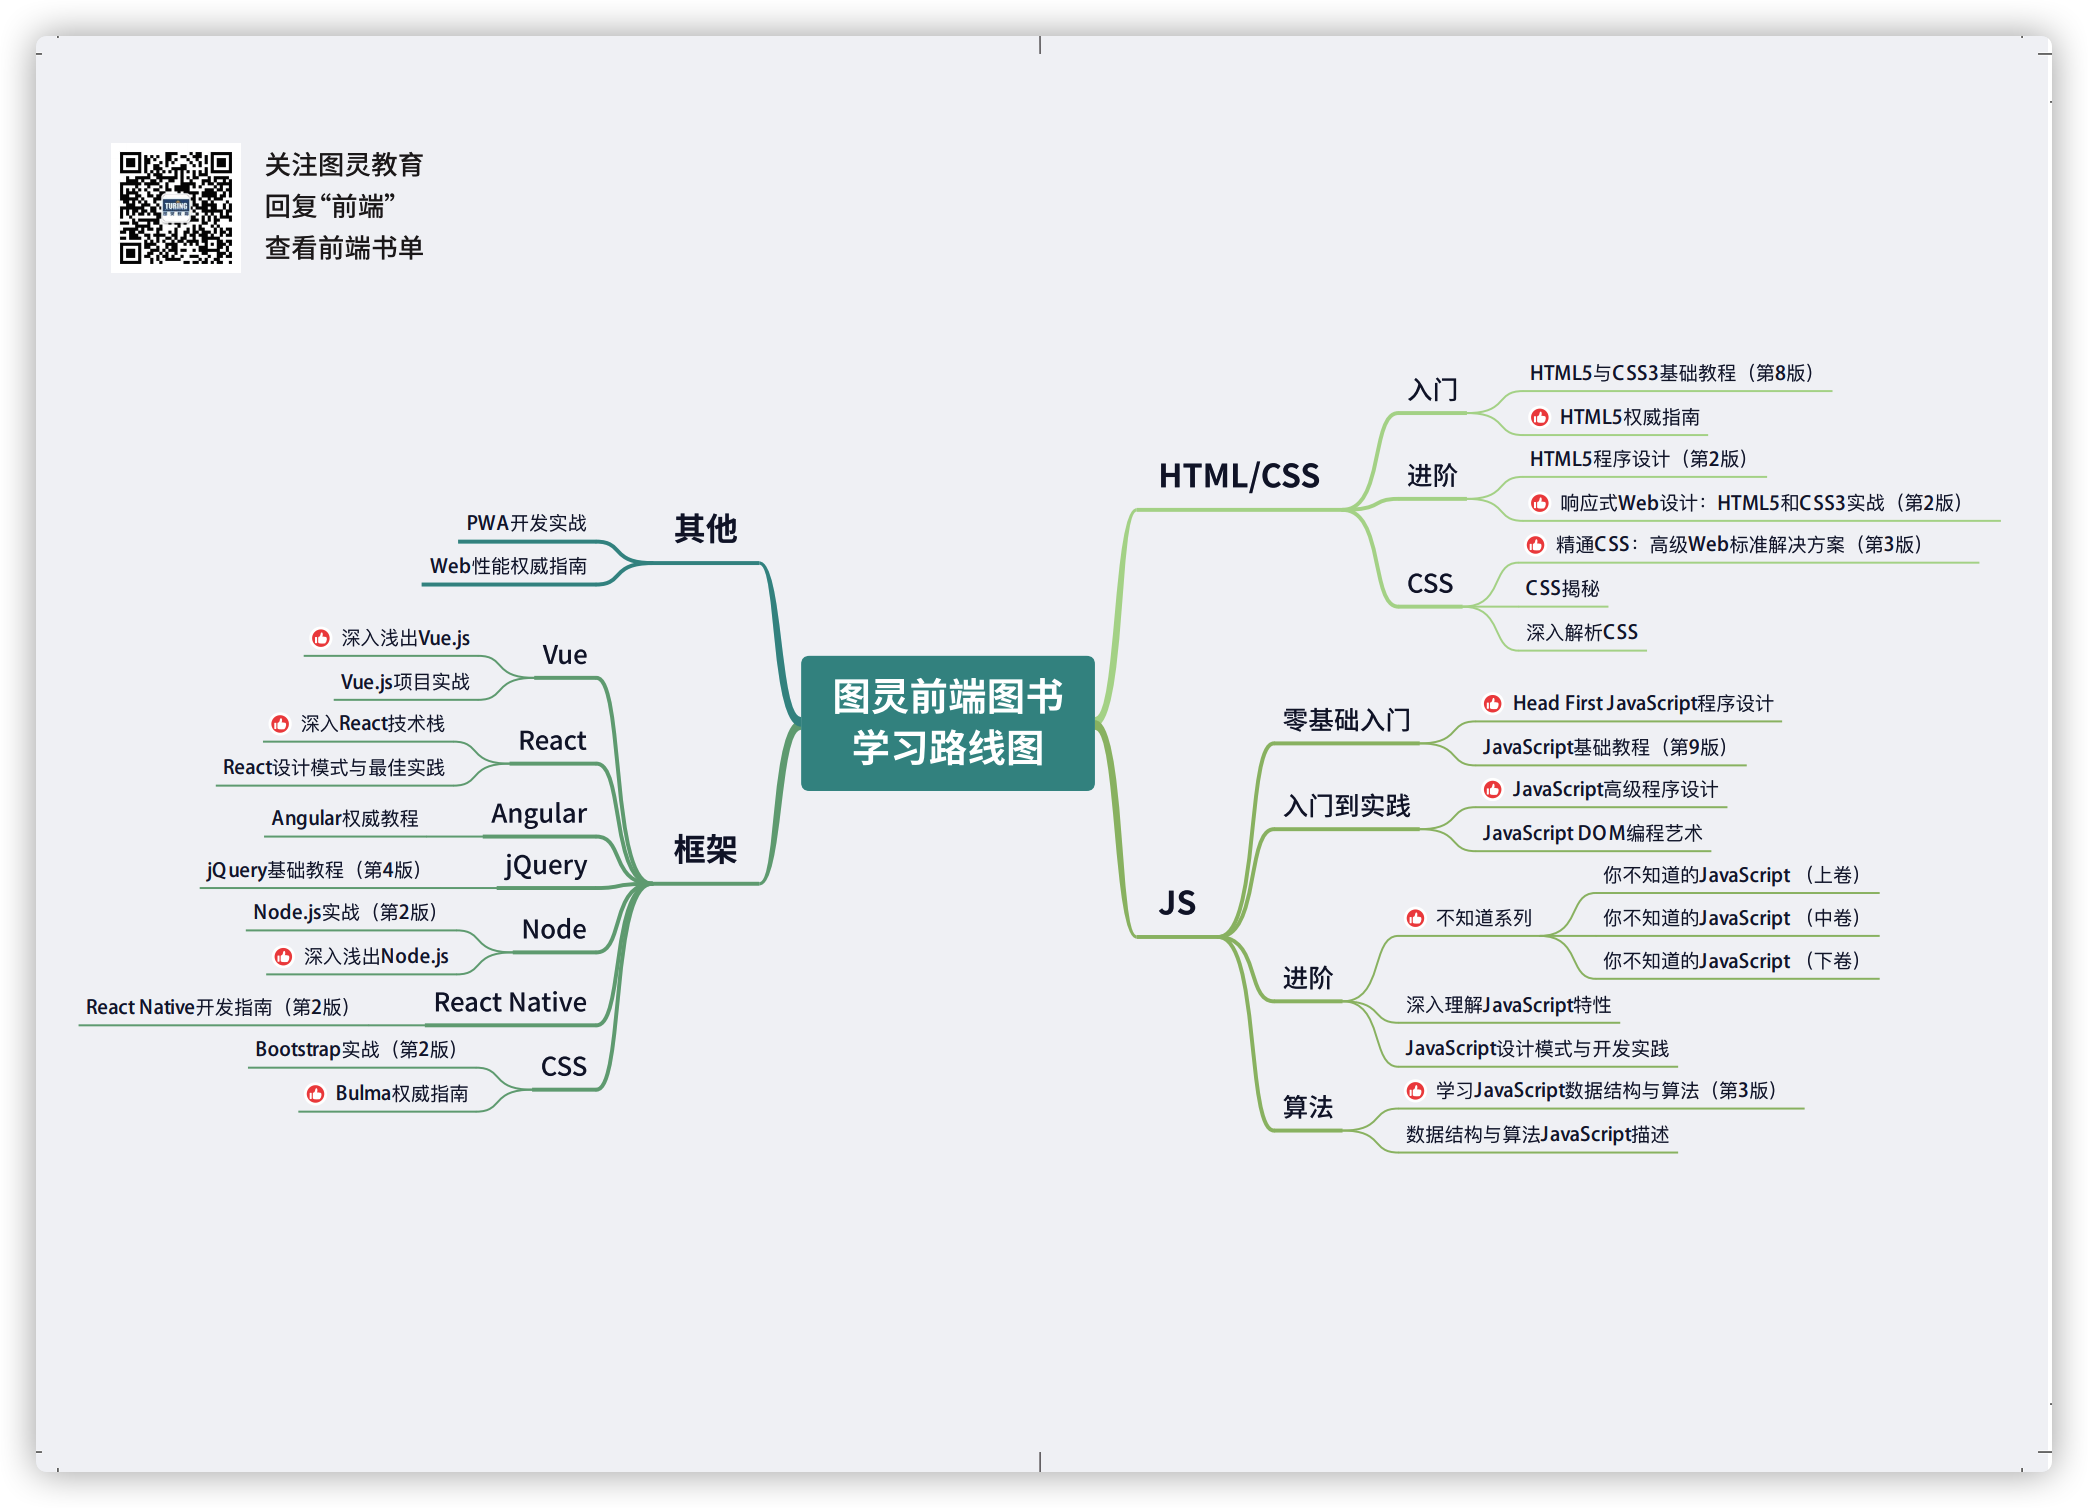 关注图灵教育
回复“前端”
查看前端书单
TURING
图灵前端图书
学习路线图
HTML/CSS
入门
HTML5与CSS3基础教程（第8版）
HTML5权威指南
进阶
HTML5程序设计（第2版）
响应式Web设计：HTML5和CSS3实战（第2版）
CSS
精通CSS：高级Web标准解决方案（第3版）
CSS揭秘
深入解析CSS
JS
零基础入门
Head First JavaScript程序设计
JavaScript基础教程（第9版）
入门到实践
JavaScript高级程序设计
JavaScript DOM编程艺术
进阶
不知道系列
你不知道的JavaScript （上卷）
你不知道的JavaScript （中卷）
你不知道的JavaScript （下卷）
深入理解JavaScript特性
JavaScript设计模式与开发实践
算法
学习JavaScript数据结构与算法（第3版）
数据结构与算法JavaScript描述
其他
PWA开发实战
Web性能权威指南
框架
Vue
深入浅出Vue.js
Vue.js项目实战
React
深入React技术栈
React设计模式与最佳实践
Angular
Angular权威教程
jQuery
jQuery基础教程（第4版）
Node
Node.js实战（第2版）
深入浅出Node.js
React Native
React Native开发指南（第2版）
CSS
Bootstrap实战（第2版）
Bulma权威指南